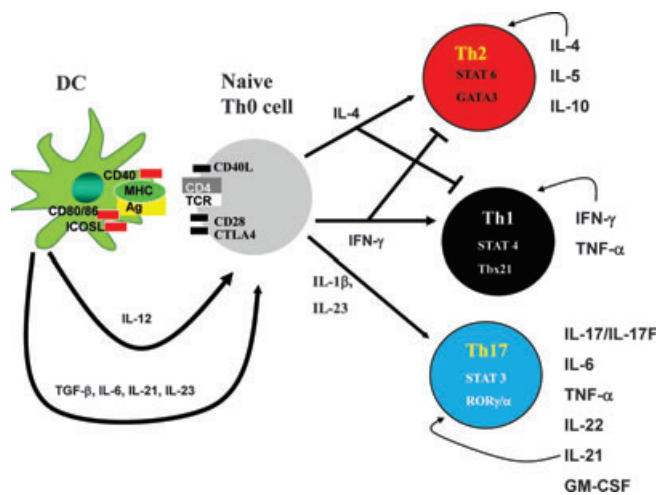 DC
Naive
Th0 cell
CD40
MHC
Ag
CD80/86
ICOSL
CD40L
CD4
TCR
CD28
CTLA4
IL-12
TGF-β, IL-6, IL-21, IL-23
IL-4
IFN-γ
IL-1β,
IL-23
Th2
STAT 6
GATA3
IL-4
IL-5
IL-10
Th1
STAT 4
Tbx21
IFN-γ
TNF-α
Th17
STAT 3
RORγ/α
IL-17/IL-17F
IL-6
TNF-α
IL-22
IL-21
GM-CSF